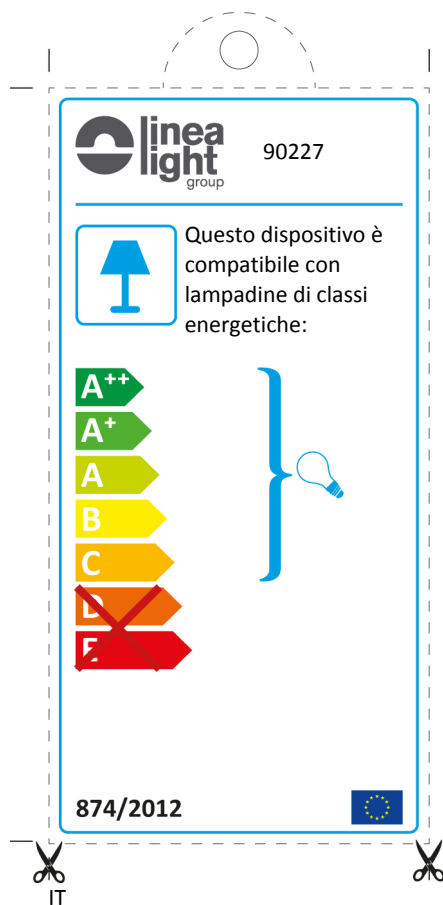 linea
light
group
90227
Questo dispositivo è
compatibile con
lampadine di classi
energetiche:
A++
A+
A
B
C
D
E
874/2012
IT